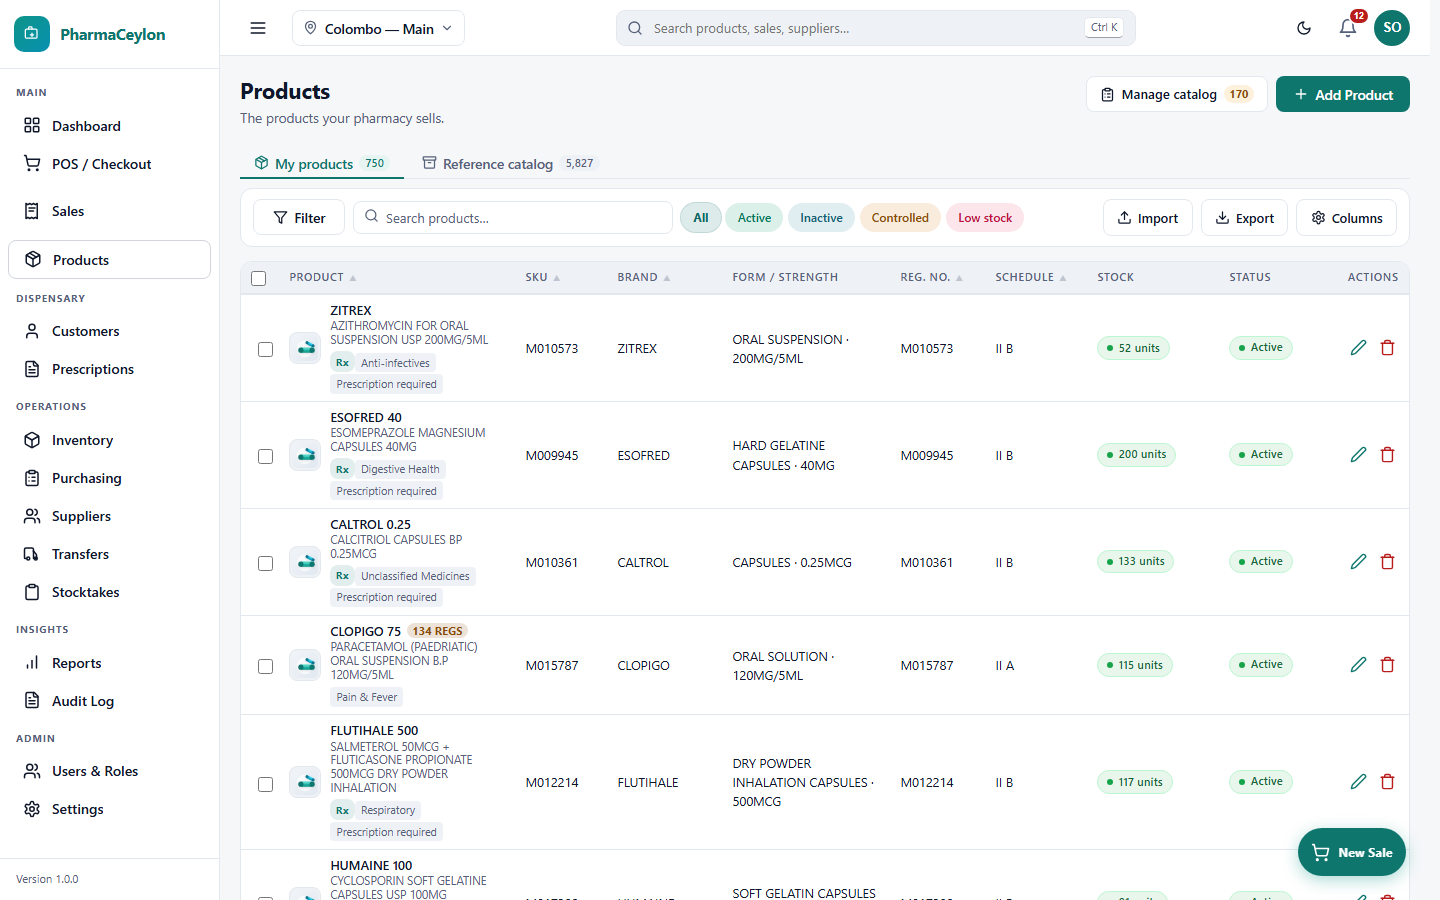 PharmaCeylon
Colombo — Main
Search products, sales, suppliers...
Ctrl K
12
SO
MAIN
Dashboard
POS / Checkout
Sales
Products
DISPENSARY
Customers
Prescriptions
OPERATIONS
Inventory
Purchasing
Suppliers
Transfers
Stocktakes
INSIGHTS
Reports
Audit Log
ADMIN
Users & Roles
Settings
Version 1.0.0
Products
The products your pharmacy sells.
Manage catalog 170
Add Product
My products 750
Reference catalog 5,827
Filter
Search products...
All
Active
Inactive
Controlled
Low stock
Import
Export
Columns
PRODUCT SKU BRAND FORM / STRENGTH REG. NO. SCHEDULE STOCK STATUS ACTIONS
ZITREX
AZITHROMYCIN FOR ORAL
SUSPENSION USP 200MG/5ML
Rx Anti-infectives
Prescription required
M010573
ZITREX
ORAL SUSPENSION ·
200MG/5ML
M010573
II B
52 units
Active
ESOFRED 40
ESOMEPRAZOLE MAGNESIUM
CAPSULES 40MG
Rx Digestive Health
Prescription required
M009945
ESOFRED
HARD GELATINE
CAPSULES · 40MG
M009945
II B
200 units
Active
CALTROL 0.25
CALCITRIOL CAPSULES BP
0.25MCG
Rx Unclassified Medicines
Prescription required
M010361
CALTROL
CAPSULES · 0.25MCG
M010361
II B
133 units
Active
CLOPIGO 75 134 REGS
PARACETAMOL (PAEDRIATIC)
ORAL SUSPENSION B.P
120MG/5ML
Pain & Fever
M015787
CLOPIGO
ORAL SOLUTION ·
120MG/5ML
M015787
II A
115 units
Active
FLUTIHALE 500
SALMETEROL 50MCG +
FLUTICASONE PROPIONATE
500MCG DRY POWDER
INHALATION
Rx Respiratory
Prescription required
M012214
FLUTIHALE
DRY POWDER
INHALATION CAPSULES ·
500MCG
M012214
II B
117 units
Active
HUMAINE 100
CYCLOSPORIN SOFT GELATINE
CAPSULES USP 100MG
SOFT GELATIN CAPSULES
New Sale